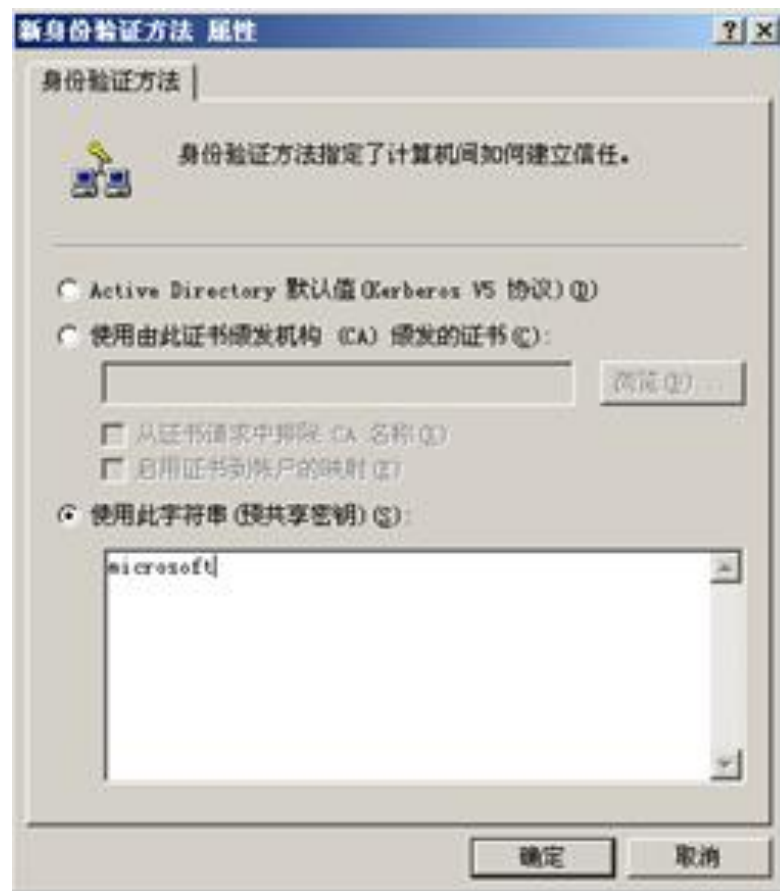 新身份验证方法 属性
身份验证方法
身份验证方法指定了计算机间如何建立信任。
Active Directory 默认值(Kerberos V5 协议)(D)
使用由此证书颁发机构 (CA) 颁发的证书(C):
浏览(R)...
从证书请求中排除 CA 名称(X)
启用证书到帐户的映射(E)
使用此字符串(预共享密钥)(S):
microsoft
确定
取消